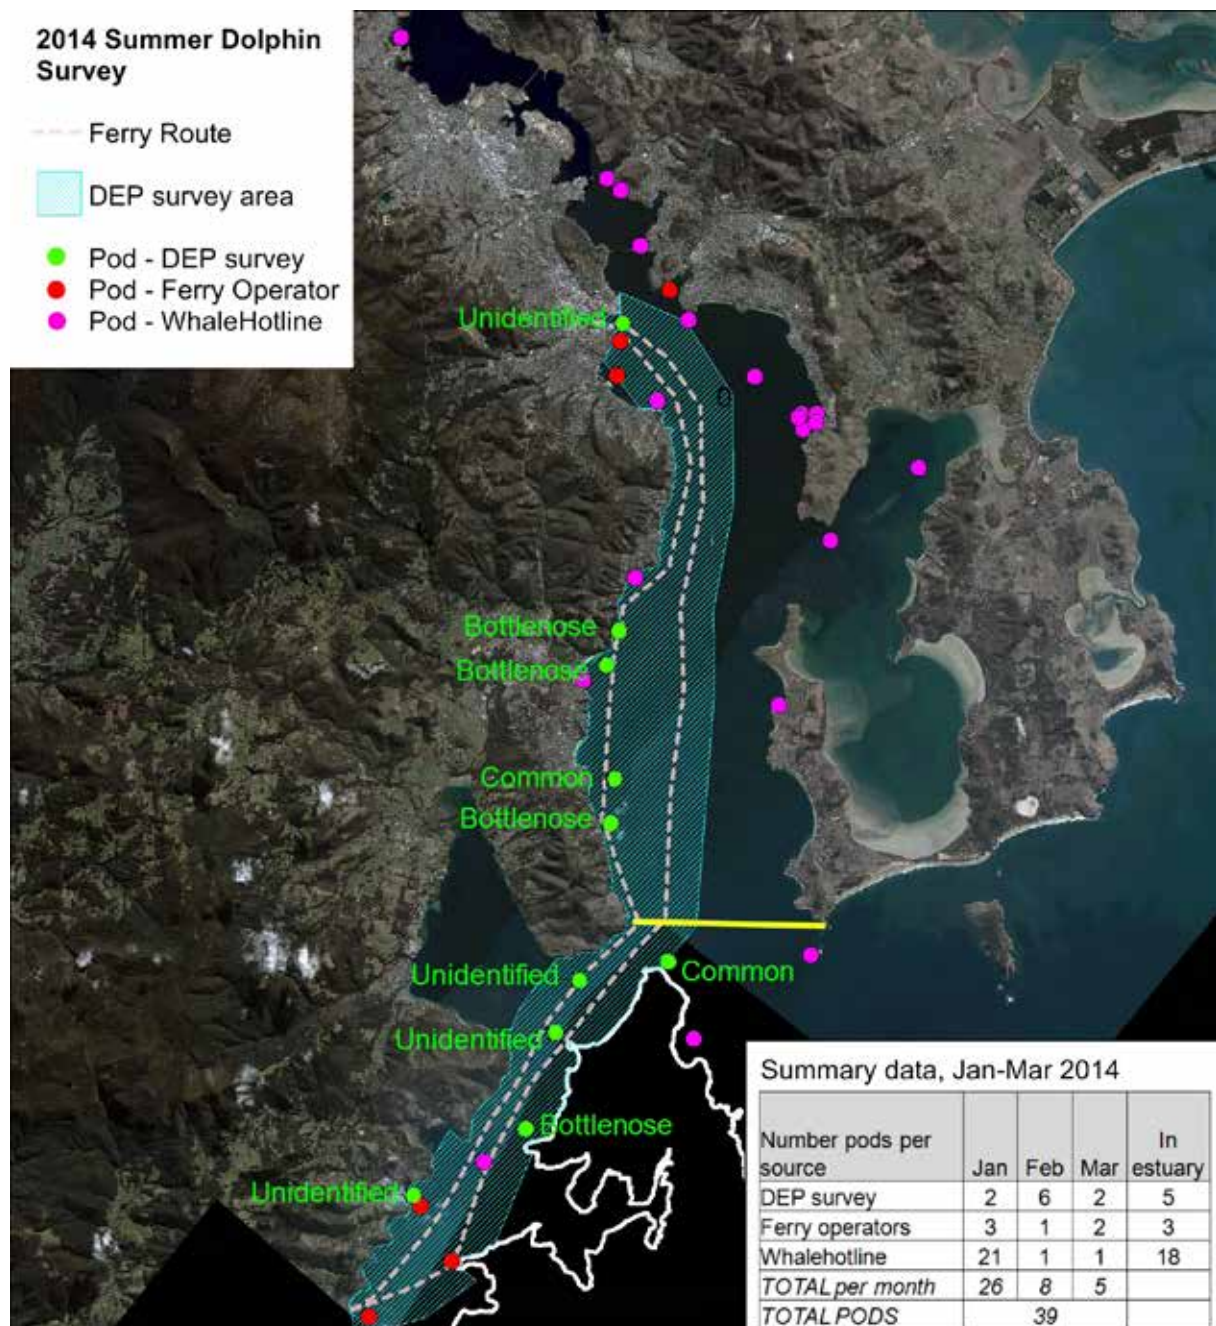 2014 Summer Dolphin
Survey
Ferry Route
DEP survey area
Pod - DEP survey
Pod - Ferry Operator
Pod - WhaleHotline
Unidentified
Bottlenose
Bottlenose
Common
Bottlenose
Unidentified
Common
Unidentified
Bottlenose
Unidentified
Summary data, Jan-Mar 2014
Number pods per
source Jan Feb Mar In
estuary
DEP survey 2 6 2 5
Ferry operators 3 1 2 3
Whalehotline 21 1 1 18
TOTAL per month 26 8 5
TOTAL PODS 39